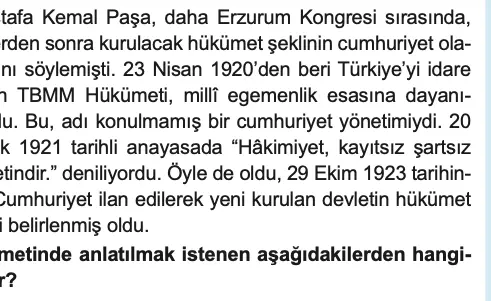 stafa Kemal Paşa, daha Erzurum Kongresi sırasında,
erden sonra kurulacak hükümet şeklinin cumhuriyet ola-
nı söylemişti. 23 Nisan 1920’den beri Türkiye’yi idare
n TBMM Hükümeti, millî egemenlik esasına dayanı-
du. Bu, adı konulmamış bir cumhuriyet yönetimiydi. 20
k 1921 tarihli anayasada “Hâkimiyet, kayıtsız şartsız
etindir.” deniliyordu. Öyle de oldu, 29 Ekim 1923 tarihin-
Cumhuriyet ilan edilerek yeni kurulan devletin hükümet
i belirlenmiş oldu.
metinde anlatılmak istenen aşağıdakilerden hangi-
r?